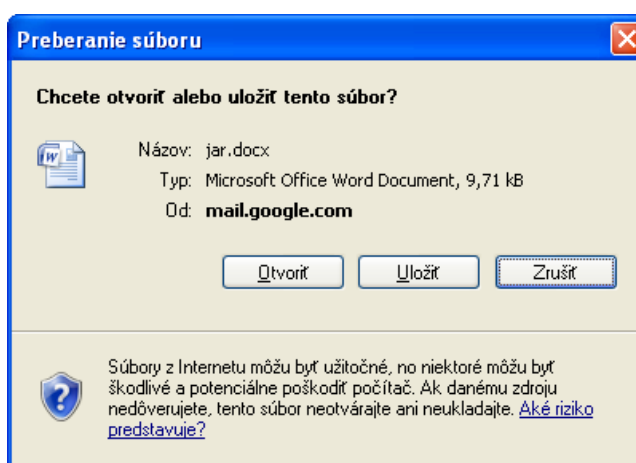 Preberanie súboru
Chcete otvoriť alebo uložiť tento súbor?
Názov: jar.docx
Typ: Microsoft Office Word Document, 9,71 kB
Od: mail.google.com
Otvoriť Uložiť Zrušiť
Súbory z Internetu môžu byť užitočné, no niektoré môžu byť
škodlivé a potenciálne poškodiť počítač. Ak danému zdroju
nedôverujete, tento súbor neotvárajte ani neukladajte. Aké riziko
predstavuje?